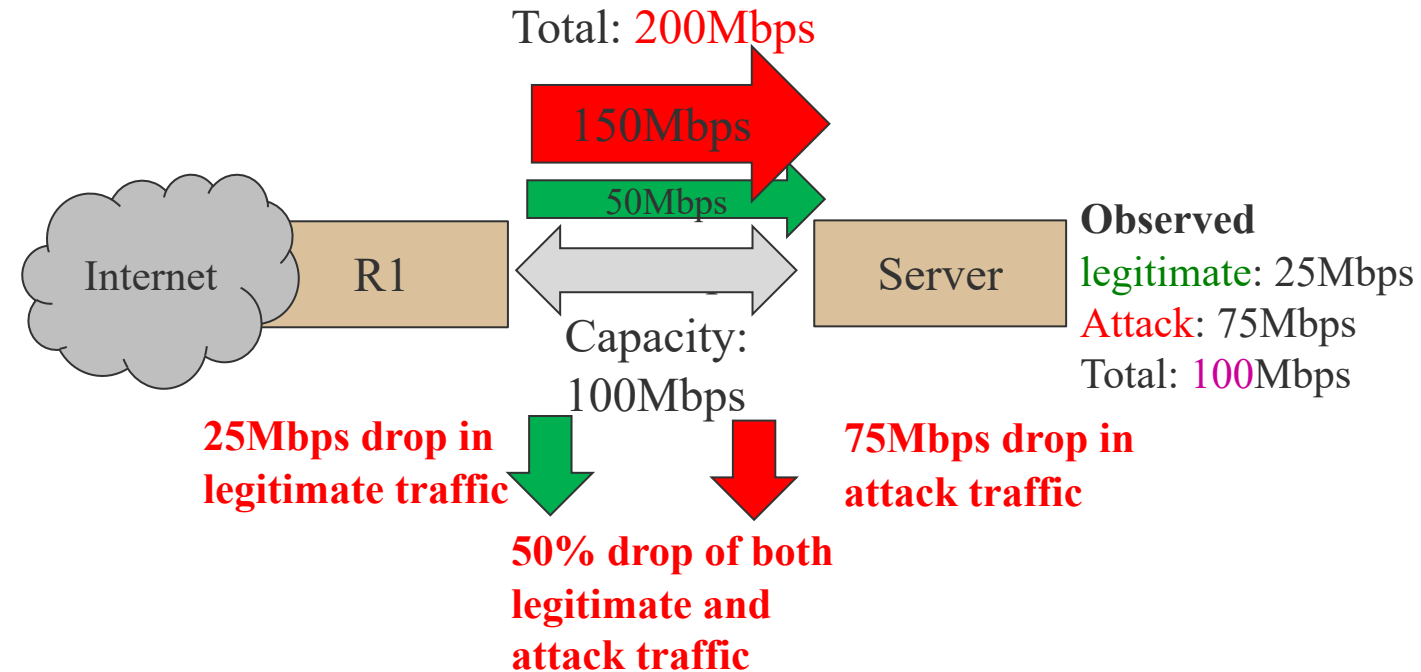 Total: 200Mbps
150Mbps
50Mbps
Internet
R1
Server
Capacity:
100Mbps
Observed
legitimate: 25Mbps
Attack: 75Mbps
Total: 100Mbps
25Mbps drop in
legitimate traffic
75Mbps drop in
attack traffic
50% drop of both
legitimate and
attack traffic